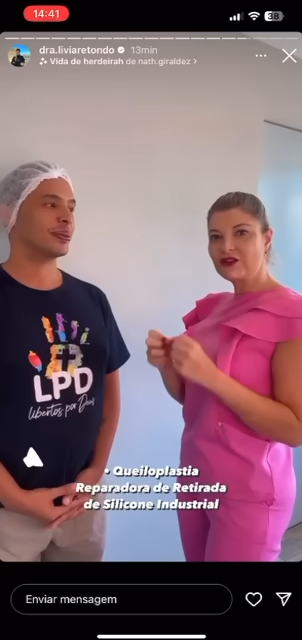 14:41
38
dra.liviaretondo 13min
Vida de herdeirah de nath.giraldez >
LPD
libertos por Deus
• Queiloplastia
Reparadora de Retirada
de Silicone Industrial
Enviar mensagem